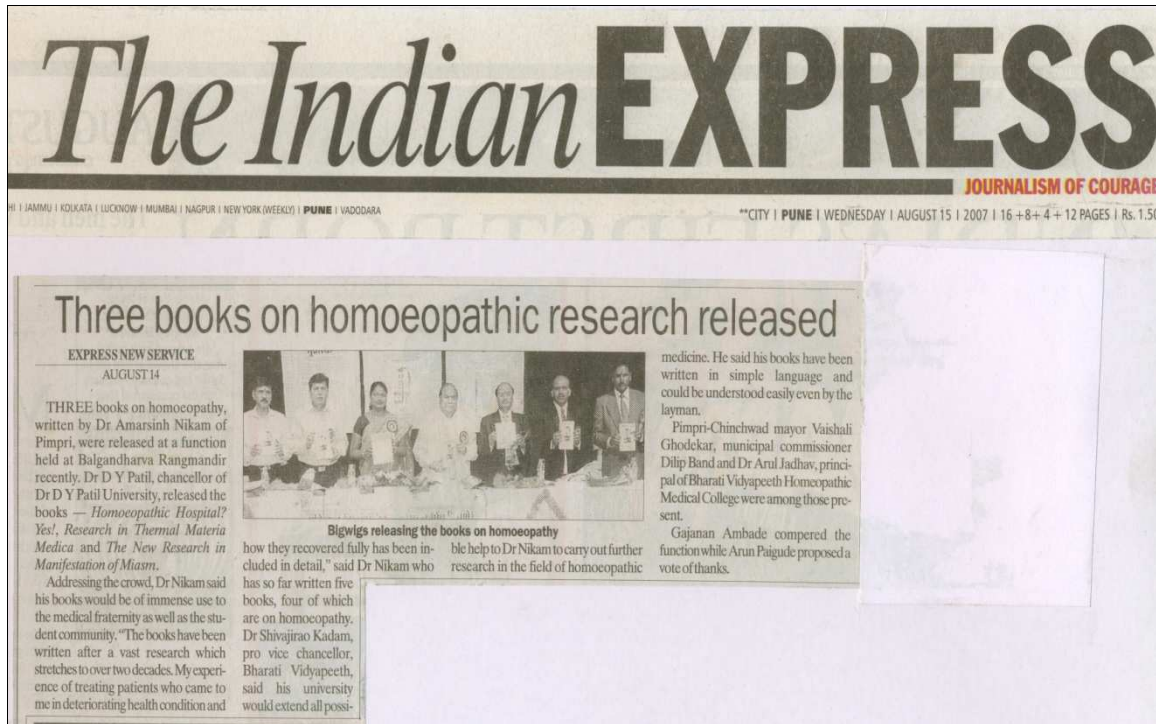 The Indian EXPRESS
JOURNALISM OF COURAGE
HI I JAMMU I KOLKATA I LUCKNOW I MUMBAI I NAGPUR I NEW YORK (WEEKLY) I PUNE I VADODARA
**CITY I PUNE I WEDNESDAY I AUGUST 15 I 2007 I 16 +8+ 4 + 12 PAGES I Rs. 1.50
Three books on homoeopathic research released
EXPRESS NEW SERVICE
AUGUST 14
THREE books on homoeopathy,
written by Dr Amarsinh Nikam of
Pimpri, were released at a function
held at Balgandharva Rangmandir
recently. Dr D Y Patil, chancellor of
Dr D Y Patil University, released the
books — Homoeopathic Hospital?
Yes!, Research in Thermal Materia
Medica and The New Research in
Manifestation of Miasm.
Addressing the crowd, Dr Nikam said
his books would be of immense use to
the medical fraternity as well as the stu-
dent community. "The books have been
written after a vast research which
stretches to over two decades. My experi-
ence of treating patients who came to
me in deteriorating health condition and
Bigwigs releasing the books on homoeopathy
how they recovered fully has been in-
cluded in detail," said Dr Nikam who
has so far written five
books, four of which
are on homoeopathy.
Dr Shivajirao Kadam,
pro vice chancellor,
Bharati Vidyapeeth,
said his university
would extend all possi-
ble help to Dr Nikam to carry out further
research in the field of homoeopathic
medicine. He said his books have been
written in simple language and
could be understood easily even by the
layman.
Pimpri-Chinchwad mayor Vaishali
Ghodekar, municipal commissioner
Dilip Band and Dr Arul Jadhav, princi-
pal of Bharati Vidyapeeth Homeopathic
Medical College were among those pre-
sent.
Gajanan Ambade compered the
function while Arun Paigude proposed a
vote of thanks.